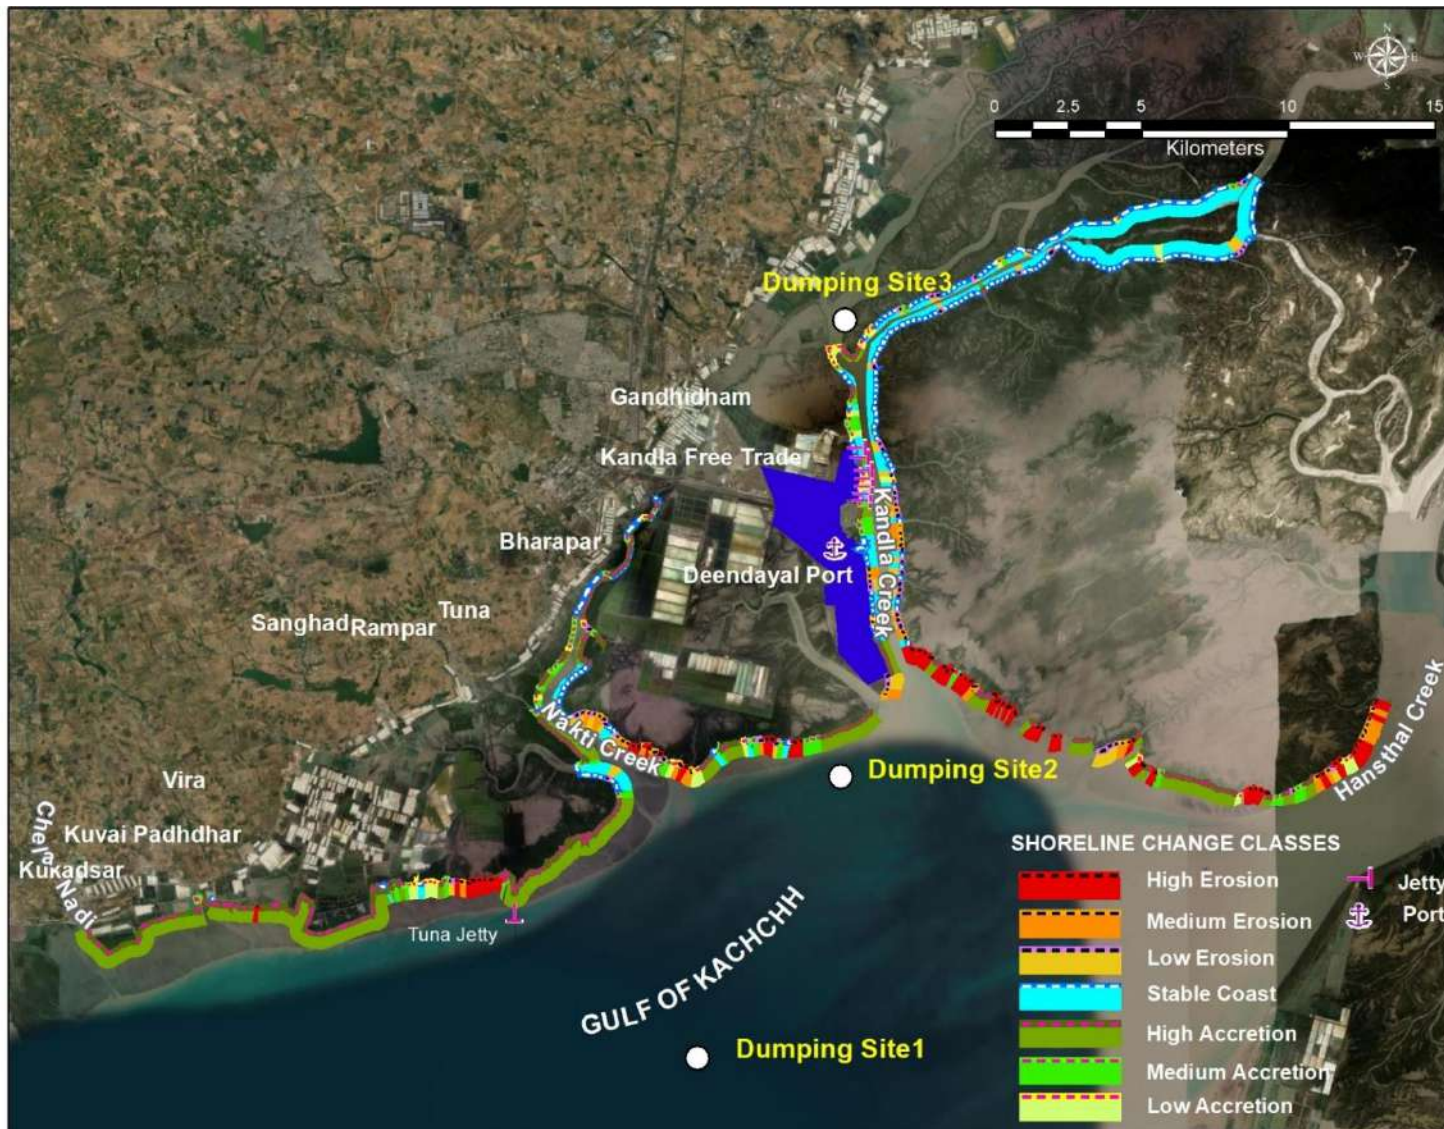 N
W E
S
0 2.5 5 10 15
Kilometers
Dumping Site3
Gandhidham
Kandla Free Trade
Kandla Creek
Bharapar
Deendayal Port
Tuna
Sanghad Rampar
Nakti Creek
Hansthal Creek
Dumping Site2
Vira
Kuvai Padhdhar
Kukadsar
Nadi
Tuna Jetty
GULF OF KACHCHH
Dumping Site1
SHORELINE CHANGE CLASSES
High Erosion
Medium Erosion
Low Erosion
Stable Coast
High Accretion
Medium Accretion
Low Accretion
Jetty
Port